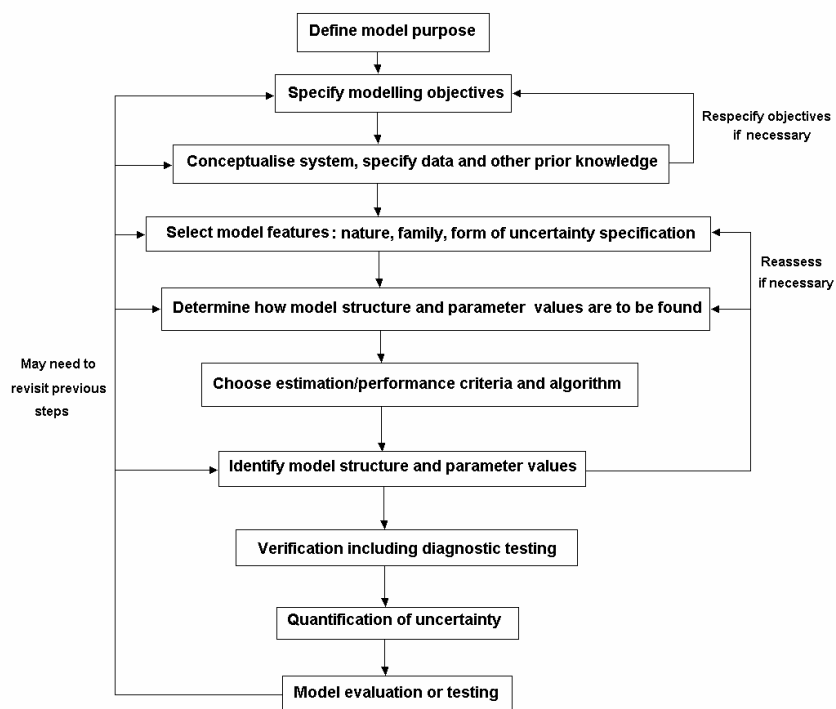 Define model purpose
Specify modelling objectives
Respecify objectives
if necessary
Conceptualise system, specify data and other prior knowledge
Select model features: nature, family, form of uncertainty specification
Reassess
if necessary
Determine how model structure and parameter values are to be found
May need to
revisit previous
steps
Choose estimation/performance criteria and algorithm
Identify model structure and parameter values
Verification including diagnostic testing
Quantification of uncertainty
Model evaluation or testing